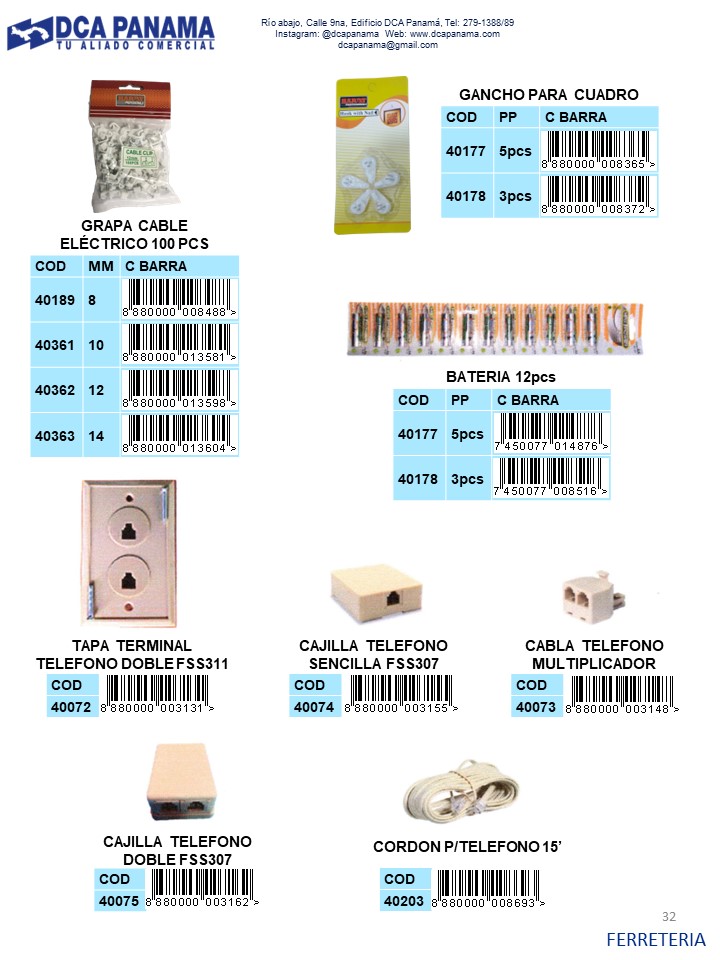 DCA PANAMA
TU ALIADO COMERCIAL
Río abajo, Calle 9na, Edificio DCA Panamá, Tel: 279-1388/89
Instagram: @dcapanama Web: www.dcapanama.com
dcapanama@gmail.com
CABLE CLIP
GRAPA CABLE
ELÉCTRICO 100 PCS
COD MM C BARRA
40189 8 8 880000 008488 >
40361 10 8 880000 013581 >
40362 12 8 880000 013598 >
40363 14 8 880000 013604 >
GANCHO PARA CUADRO
COD PP C BARRA
40177 5pcs 8 880000 008365 >
40178 3pcs 8 880000 008372 >
BATERIA 12pcs
COD PP C BARRA
40177 5pcs 7 450077 014876 >
40178 3pcs 7 450077 008516 >
TAPA TERMINAL
TELEFONO DOBLE FSS311
COD
40072 8 880000 003131 >
CAJILLA TELEFONO
SENCILLA FSS307
COD
40074 8 880000 003155 >
CABLA TELEFONO
MULTIPLICADOR
COD
40073 8 880000 003148 >
CAJILLA TELEFONO
DOBLE FSS307
COD
40075 8 880000 003162 >
CORDON P/TELEFONO 15’
COD
40203 8 880000 008693 >
32
FERRETERIA